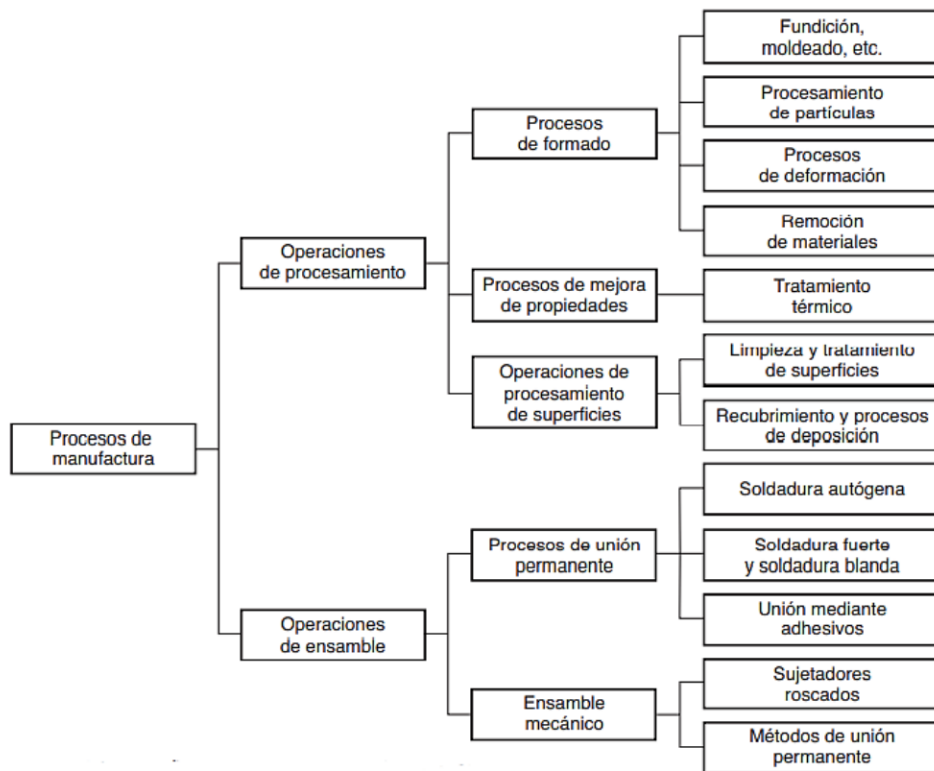 Fundición,
moldeado, etc.
Procesamiento
de partículas
Procesos
de formado
Procesos
de deformación
Remoción
de materiales
Operaciones
de procesamiento
Procesos de mejora
de propiedades
Tratamiento
térmico
Limpieza y tratamiento
de superficies
Operaciones de
procesamiento
de superficies
Recubrimiento y procesos
de deposición
Procesos de
manufactura
Soldadura autógena
Procesos de unión
permanente
Soldadura fuerte
y soldadura blanda
Unión mediante
adhesivos
Operaciones
de ensamble
Sujetadores
roscados
Ensamble
mecánico
Métodos de unión
permanente